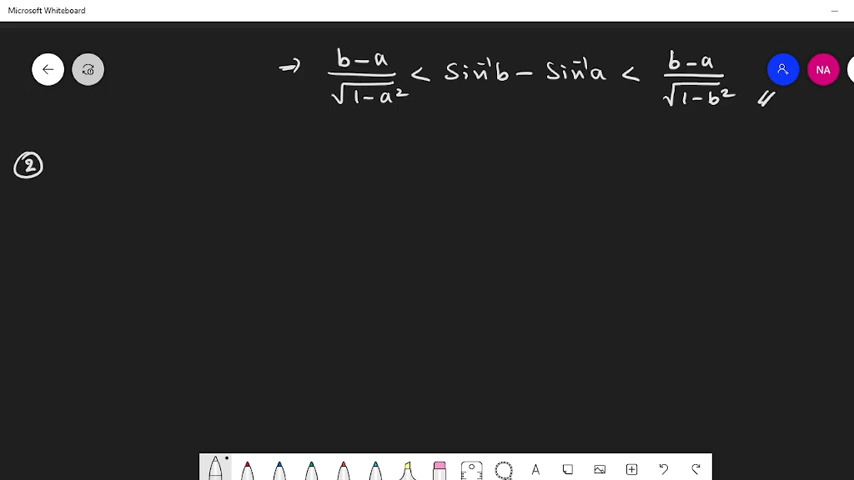 Microsoft Whiteboard
→ b-a/√1-a² < Sin⁻¹b - Sin⁻¹a < b-a/√1-b² //
NA
②
A